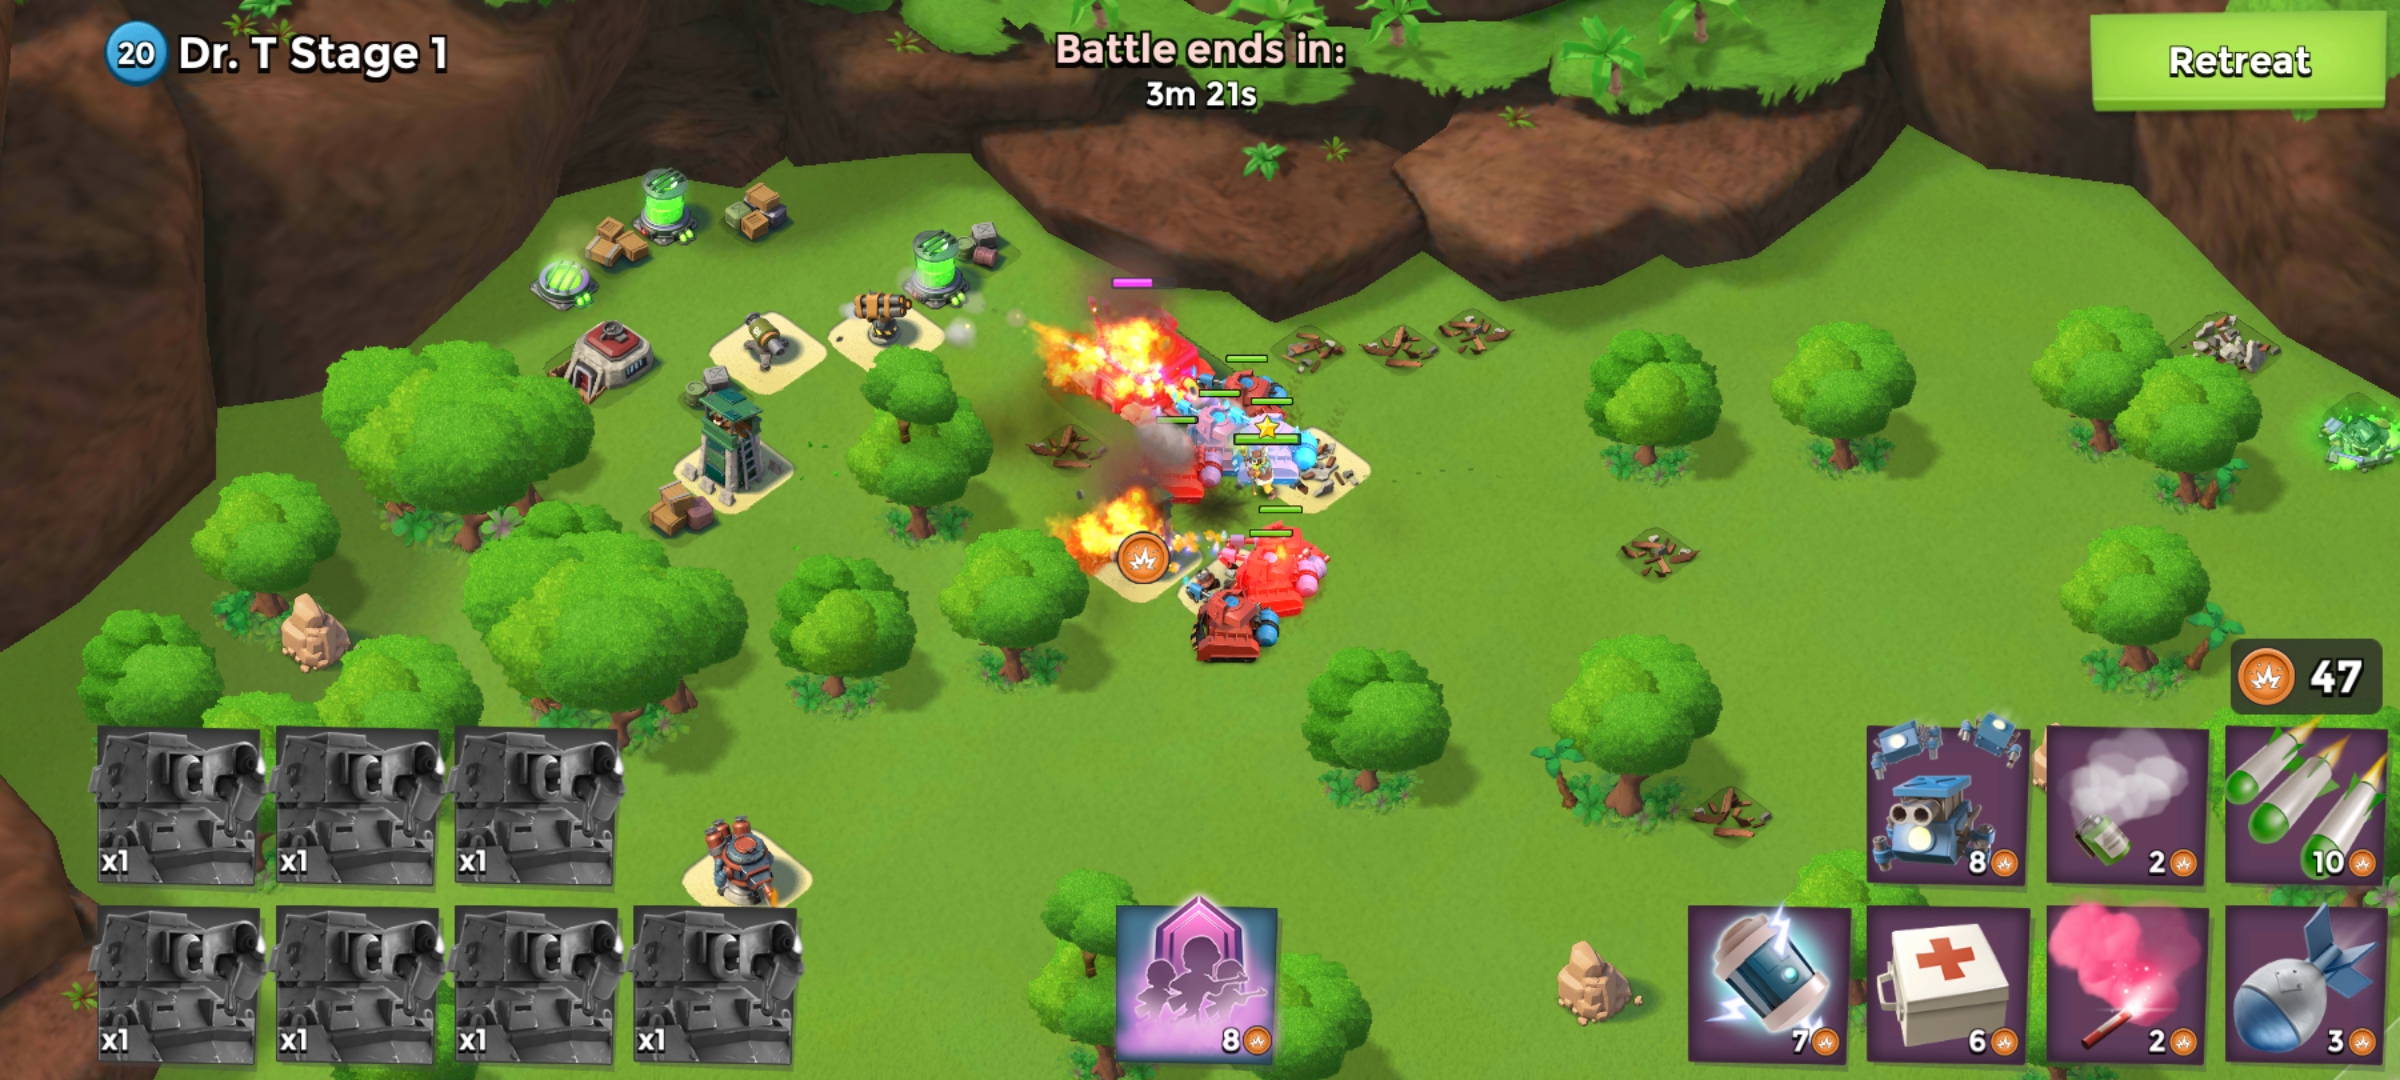 20 Dr. T Stage 1
Battle ends in:
3m 21s
Retreat
47
8
2
10
x1
x1
x1
x1
x1
x1
x1
8
7
6
2
3